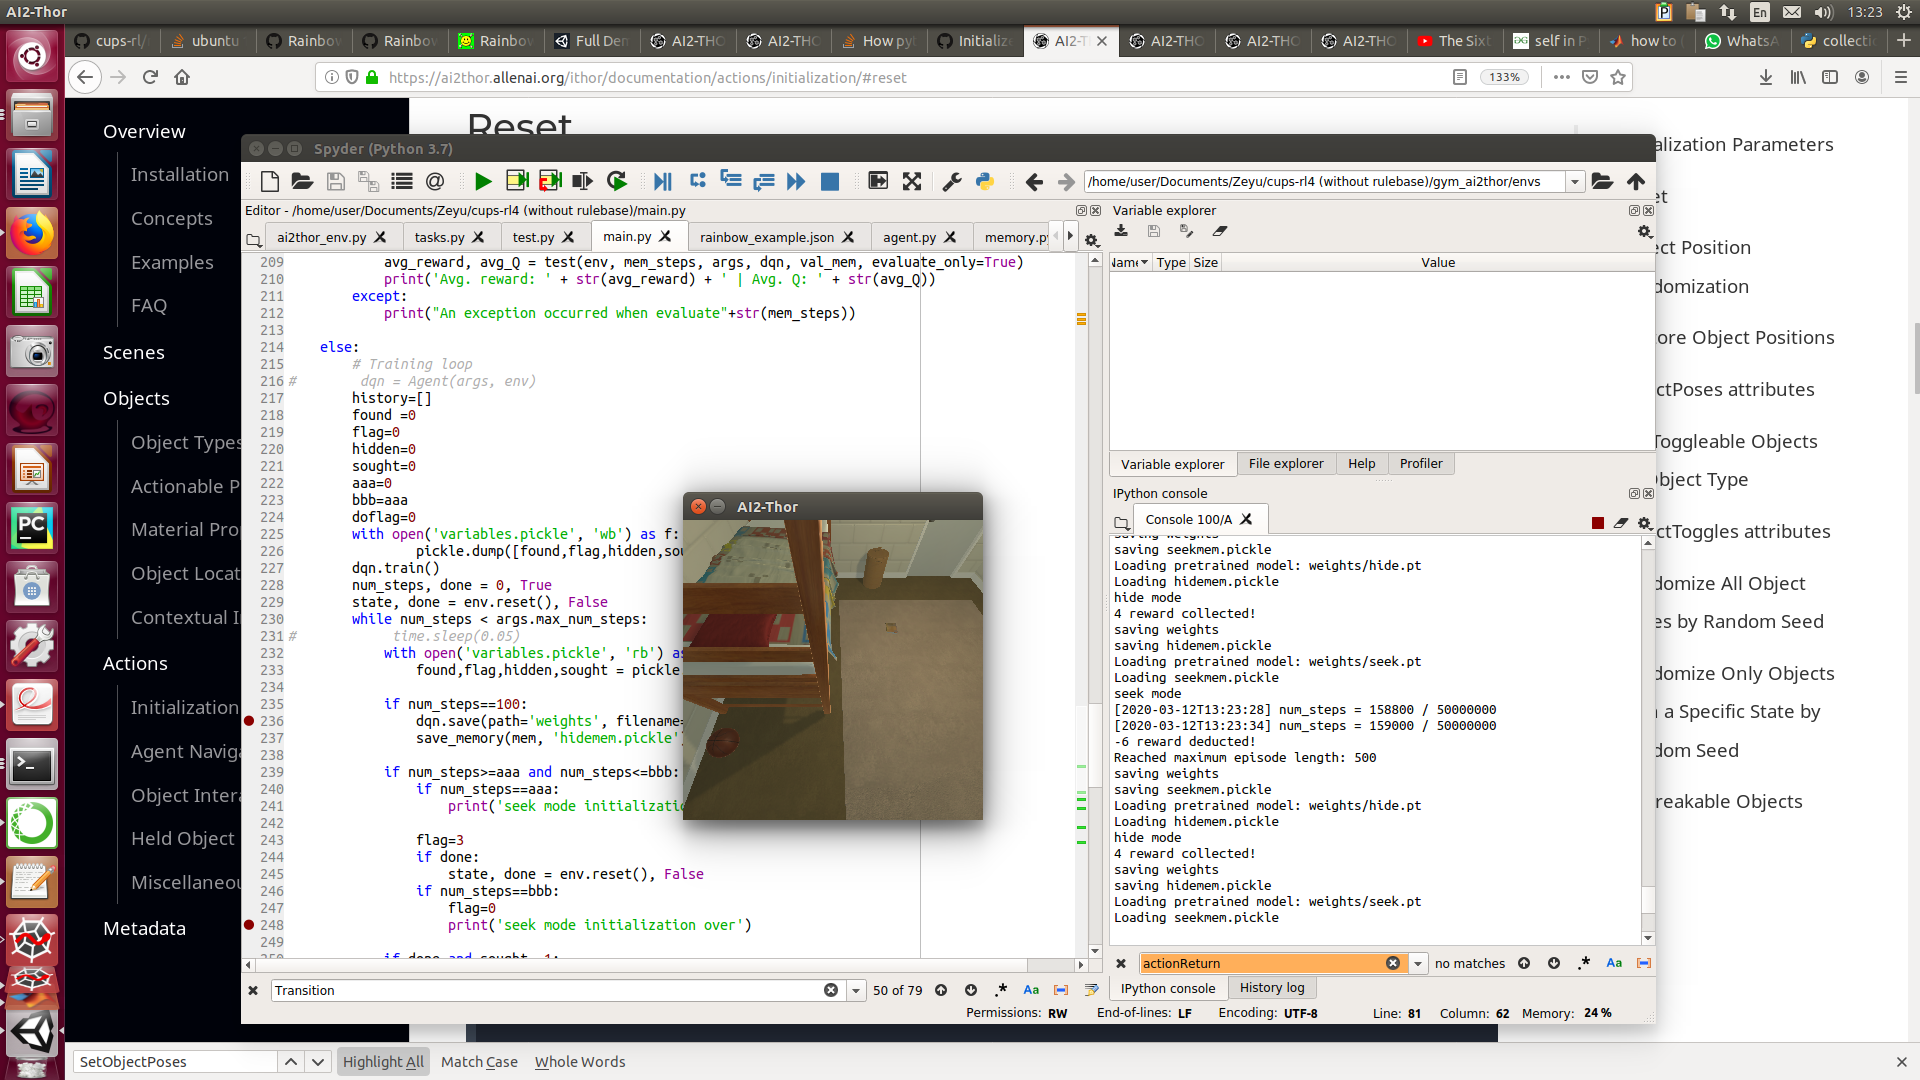 AI2-Thor
En
13:23
cups-rl/
ubuntu
Rainbov
Rainbov
Rainbov
Full Den
AI2-THO
AI2-THO
How pyt
Initialize
AI2-T
AI2-THO
AI2-THO
AI2-THO
The Sixt
self in P
how to (
WhatsA
collecti
https://ai2thor.allenai.org/ithor/documentation/actions/initialization/#reset
133%
Overview
Installation
Concepts
Navigation
Examples
FAQ
Scenes
Objects
Object Types
Actionable P
Material Prop
Object Locat
Contextual I
Actions
Initialization
Agent Naviga
Object Intera
Held Object
Miscellaneou
Metadata
Reset
Spyder (Python 3.7)
/home/user/Documents/Zeyu/cups-rl4 (without rulebase)/gym_ai2thor/envs
Editor - /home/user/Documents/Zeyu/cups-rl4 (without rulebase)/main.py
ai2thor_env.py
tasks.py
test.py
main.py
rainbow_example.json
agent.py
memory.py
209 avg_reward, avg_Q = test(env, mem_steps, args, dqn, val_mem, evaluate_only=True)
210 print('Avg. reward: ' + str(avg_reward) + ' | Avg. Q: ' + str(avg_Q))
211 except:
212 print("An exception occurred when evaluate"+str(mem_steps))
213
214 else:
215 # Training loop
216 # dqn = Agent(args, env)
217 history=[]
218 found =0
219 flag=0
220 hidden=0
221 sought=0
222 aaa=0
223 bbb=aaa
224 doflag=0
225 with open('variables.pickle', 'wb') as f:
226 pickle.dump([found,flag,hidden,sou
227 dqn.train()
228 num_steps, done = 0, True
229 state, done = env.reset(), False
230 while num_steps < args.max_num_steps:
231 # time.sleep(0.05)
232 with open('variables.pickle', 'rb') as
233 found,flag,hidden,sought = pickle
234
235 if num_steps==100:
236 dqn.save(path='weights', filename=
237 save_memory(mem, 'hidemem.pickle')
238
239 if num_steps>=aaa and num_steps<=bbb:
240 if num_steps==aaa:
241 print('seek mode initializatio
242
243 flag=3
244 if done:
245 state, done = env.reset(), False
246 if num_steps==bbb:
247 flag=0
248 print('seek mode initialization over')
249
AI2-Thor
Transition
50 of 79
Aa
Variable explorer
Name
Type
Size
Value
Variable explorer
File explorer
Help
Profiler
IPython console
Console 100/A
saving weights
saving seekmem.pickle
Loading pretrained model: weights/hide.pt
Loading hidemem.pickle
hide mode
4 reward collected!
saving weights
saving hidemem.pickle
Loading pretrained model: weights/seek.pt
Loading seekmem.pickle
seek mode
[2020-03-12T13:23:28] num_steps = 158800 / 50000000
[2020-03-12T13:23:34] num_steps = 159000 / 50000000
-6 reward deducted!
Reached maximum episode length: 500
saving weights
saving seekmem.pickle
Loading pretrained model: weights/hide.pt
Loading hidemem.pickle
hide mode
4 reward collected!
saving weights
saving hidemem.pickle
Loading pretrained model: weights/seek.pt
Loading seekmem.pickle
actionReturn
no matches
Aa
IPython console
History log
Permissions: RW
End-of-lines: LF
Encoding: UTF-8
Line: 81
Column: 62
Memory: 24 %
alization Parameters
et
ect Position
domization
ore Object Positions
ctPoses attributes
Toggleable Objects
bject Type
ctToggles attributes
domize All Object
es by Random Seed
domize Only Objects
a Specific State by
dom Seed
reakable Objects
SetObjectPoses
Highlight All
Match Case
Whole Words